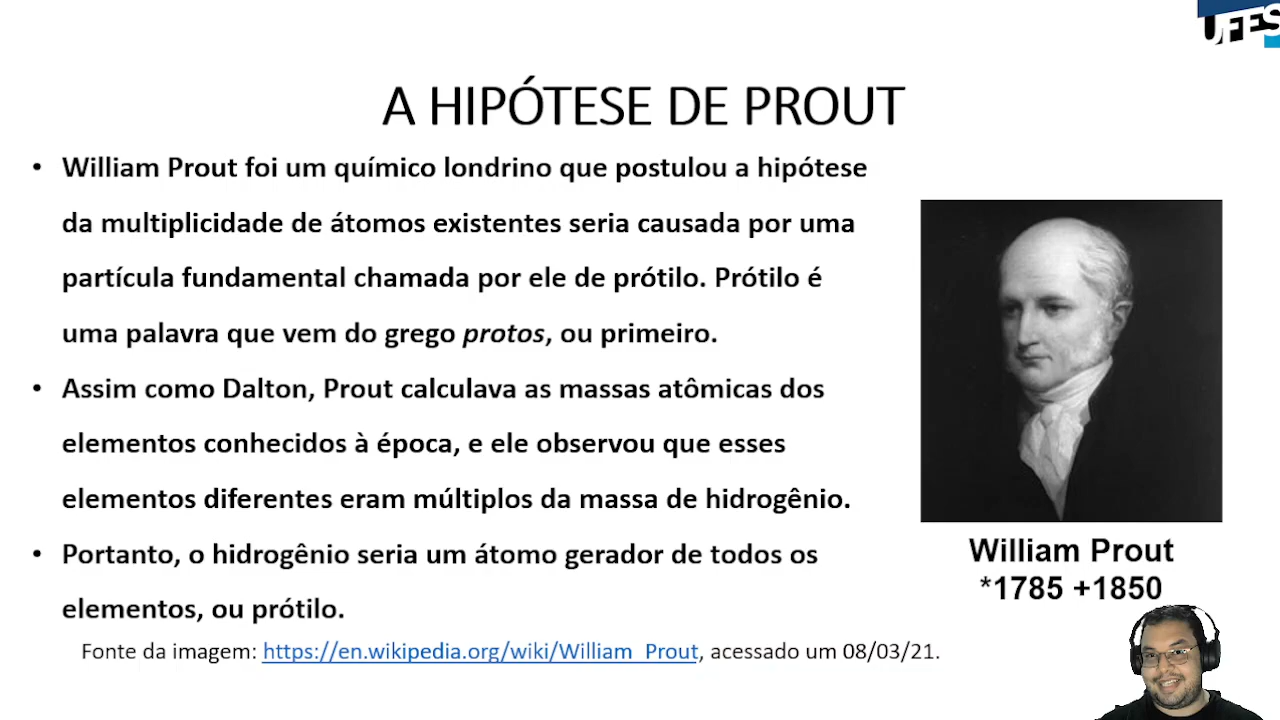 UFES
A HIPÓTESE DE PROUT
• William Prout foi um químico londrino que postulou a hipótese
da multiplicidade de átomos existentes seria causada por uma
partícula fundamental chamada por ele de prótilo. Prótilo é
uma palavra que vem do grego protos, ou primeiro.
• Assim como Dalton, Prout calculava as massas atômicas dos
elementos conhecidos à época, e ele observou que esses
elementos diferentes eram múltiplos da massa de hidrogênio.
• Portanto, o hidrogênio seria um átomo gerador de todos os
elementos, ou prótilo.
William Prout
*1785 +1850
Fonte da imagem: https://en.wikipedia.org/wiki/William_Prout, acessado um 08/03/21.